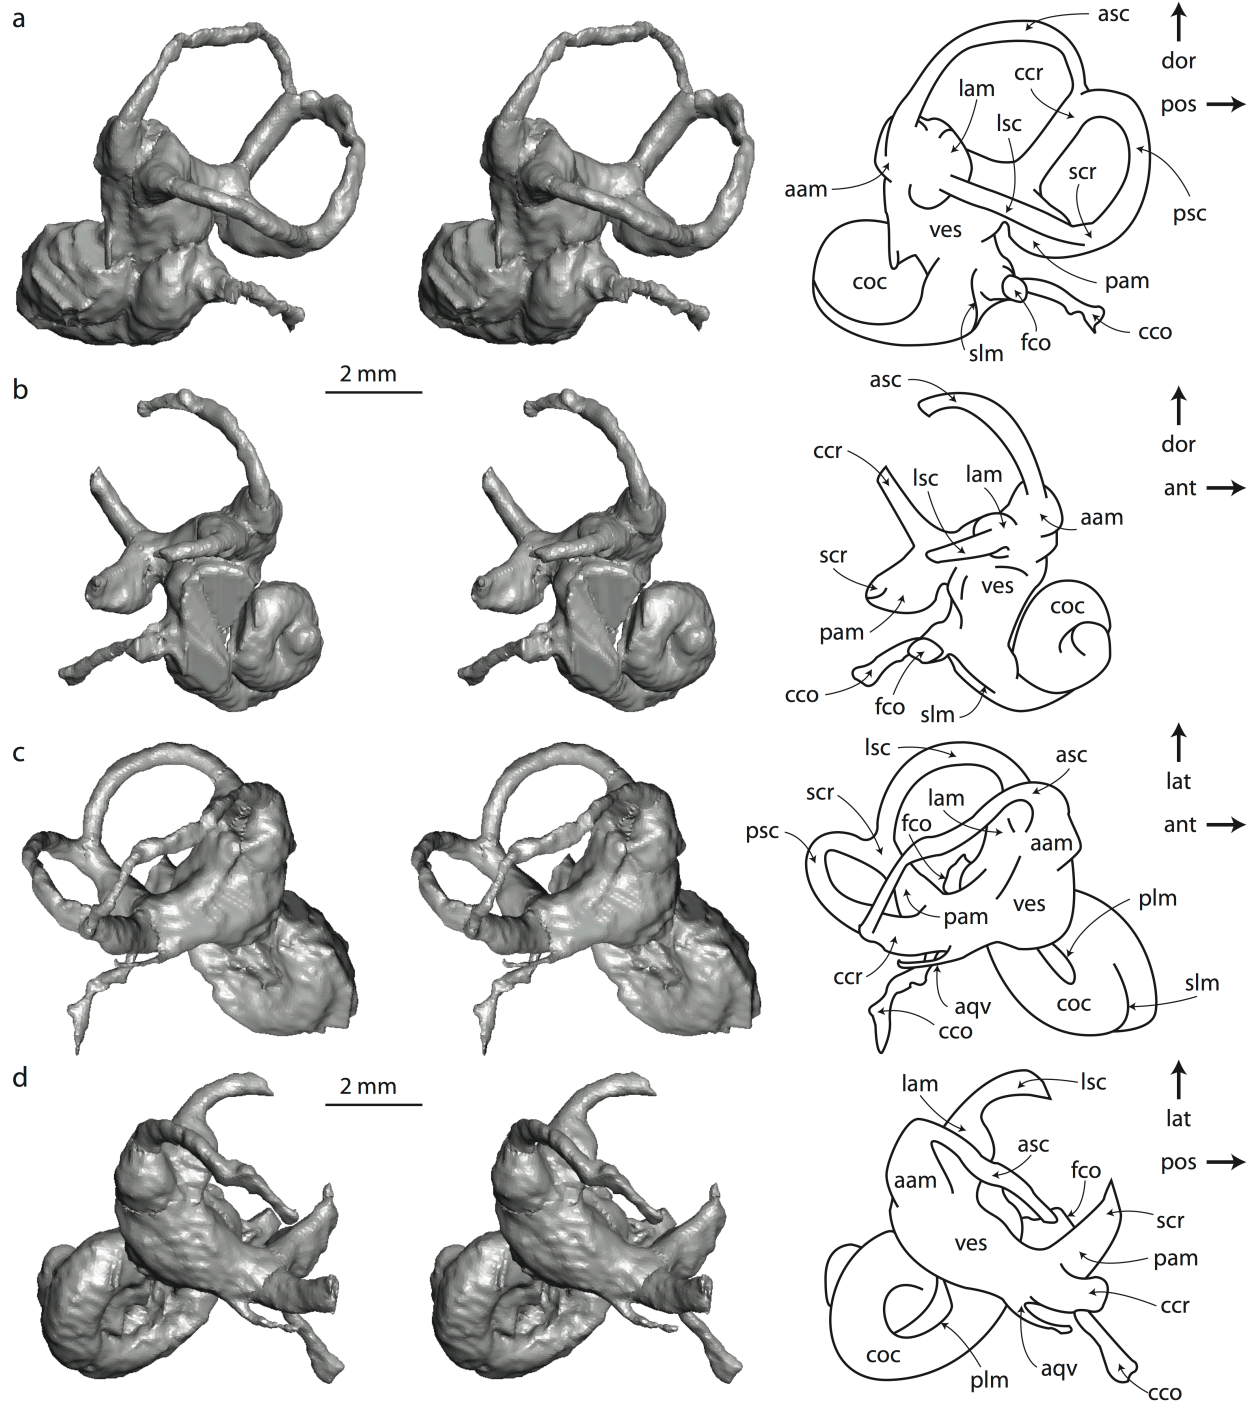 a
asc
dor
ccr
lam
pos
lsc
scr
aam
psc
ves
pam
coc
cco
fco
slm
2 mm
b
asc
dor
ccr
lsc
lam
ant
aam
scr
ves
coc
pam
cco
fco
slm
c
lsc
asc
lat
scr
lam
fco
ant
psc
aam
plm
ves
pam
ccr
slm
aqv
coc
cco
d
2 mm
lam
lsc
lat
asc
fco
pos
aam
scr
ves
pam
ccr
coc
aqv
plm
cco